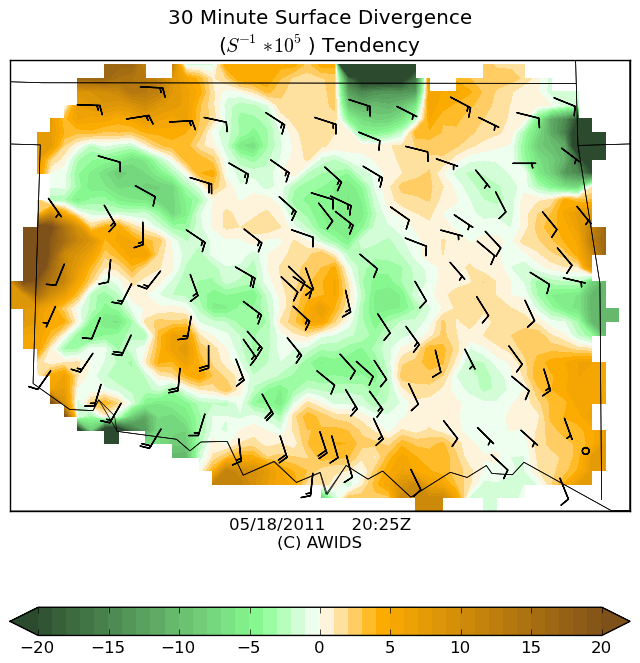 30 Minute Surface Divergence
(S⁻¹ *10⁵ ) Tendency
05/18/2011 20:25Z
(C) AWIDS
−20 −15 −10 −5 0 5 10 15 20